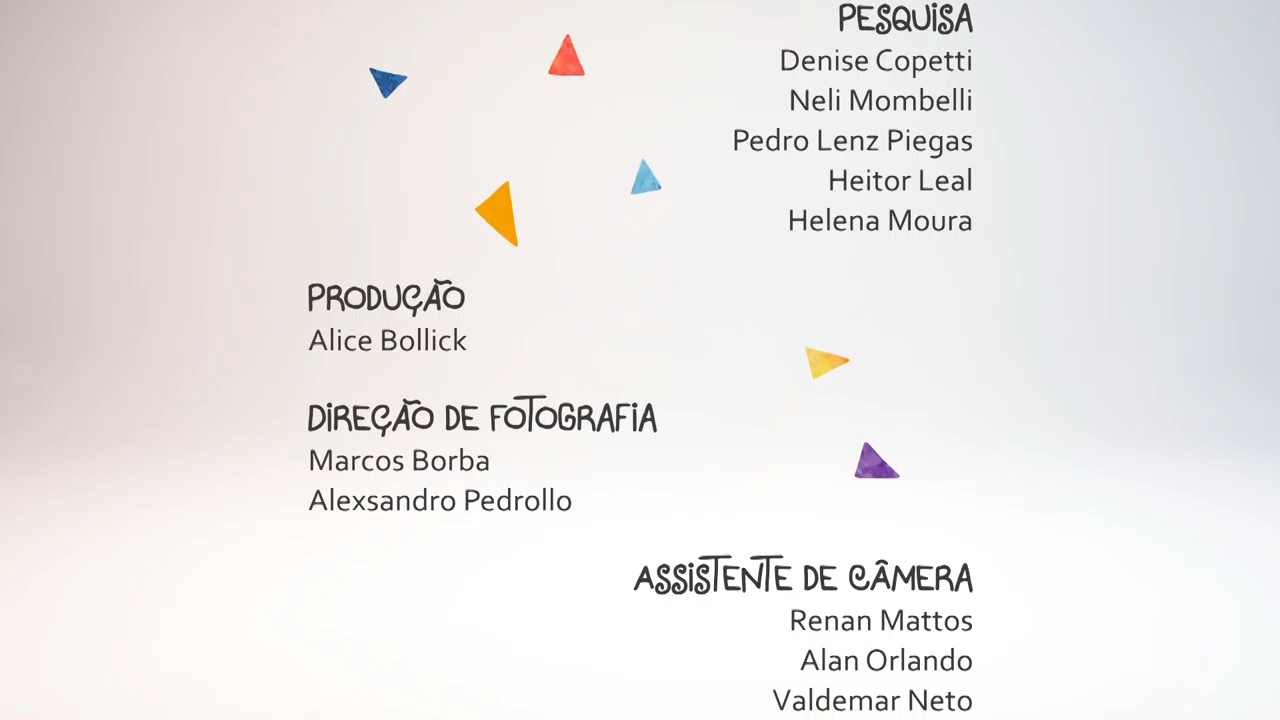 PESQUISA
Denise Copetti
Neli Mombelli
Pedro Lenz Piegas
Heitor Leal
Helena Moura
PRODUÇÃO
Alice Bollick
DIREÇÃO DE FOTOGRAFIA
Marcos Borba
Alexsandro Pedrollo
ASSISTENTE DE CÂMERA
Renan Mattos
Alan Orlando
Valdemar Neto